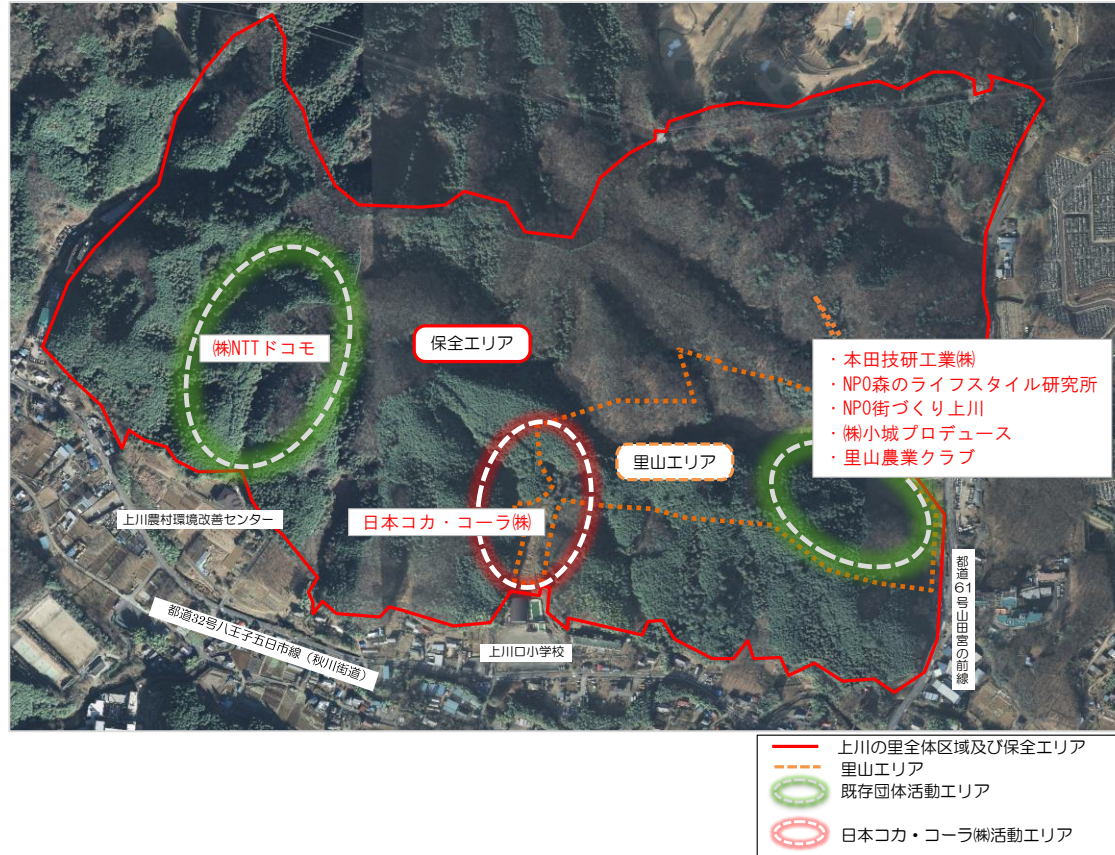 ㈱NTTドコモ
保全エリア
・本田技研工業㈱
・NPO森のライフスタイル研究所
・NPO街づくり上川
・㈱小城プロデュース
・里山農業クラブ
里山エリア
日本コカ・コーラ㈱
上川農村環境改善センター
都道32号八王子五日市線（秋川街道）
上川口小学校
都道61号山田宮の前線
上川の里全体区域及び保全エリア
里山エリア
既存団体活動エリア
日本コカ・コーラ㈱活動エリア